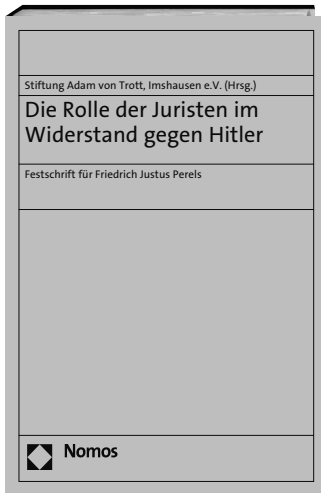 Stiftung Adam von Trott, Imshausen e.V. (Hrsg.)
Die Rolle der Juristen im
Widerstand gegen Hitler
Festschrift für Friedrich Justus Perels
Nomos